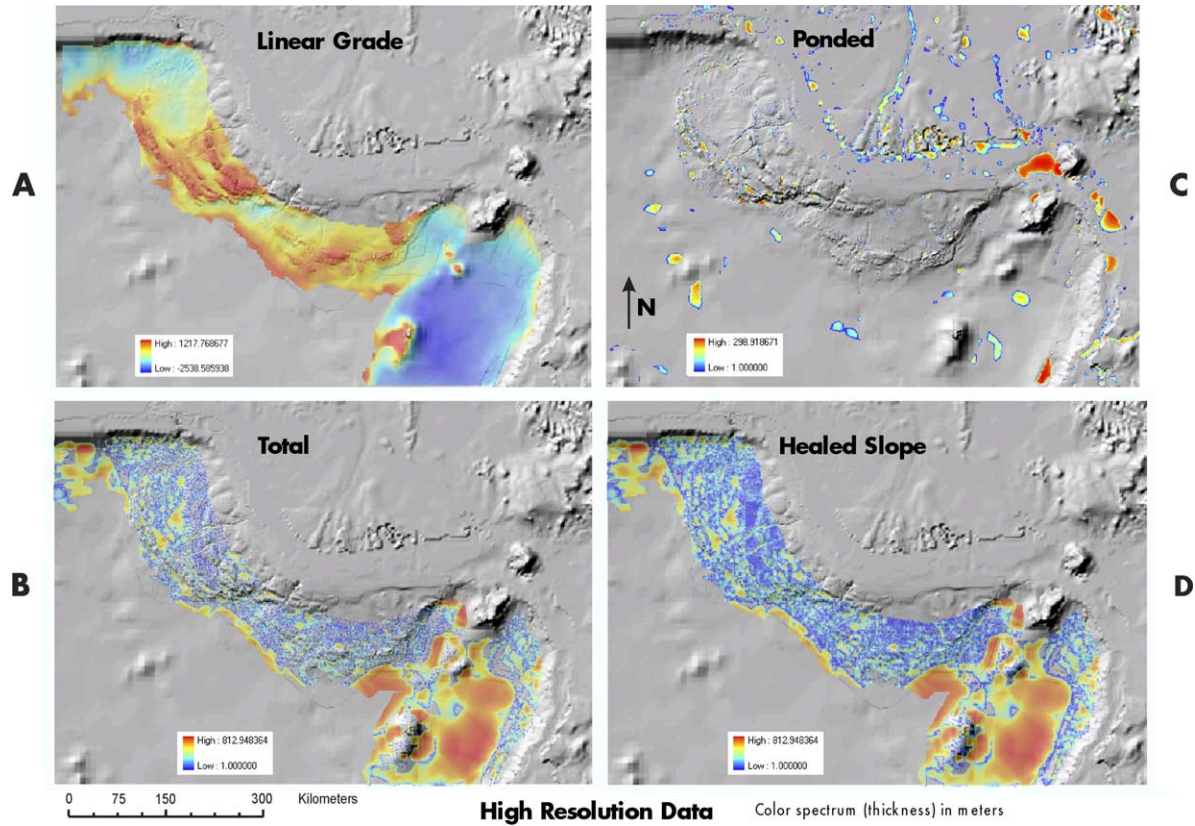 Linear Grade
Ponded
A
C
N
High : 1217.768677
Low : -2538.585938
High : 298.918671
Low : 1.000000
Total
Healed Slope
B
D
High : 812.948364
Low : 1.000000
High : 812.948364
Low : 1.000000
0 75 150 300 Kilometers
High Resolution Data Color spectrum (thickness) in meters